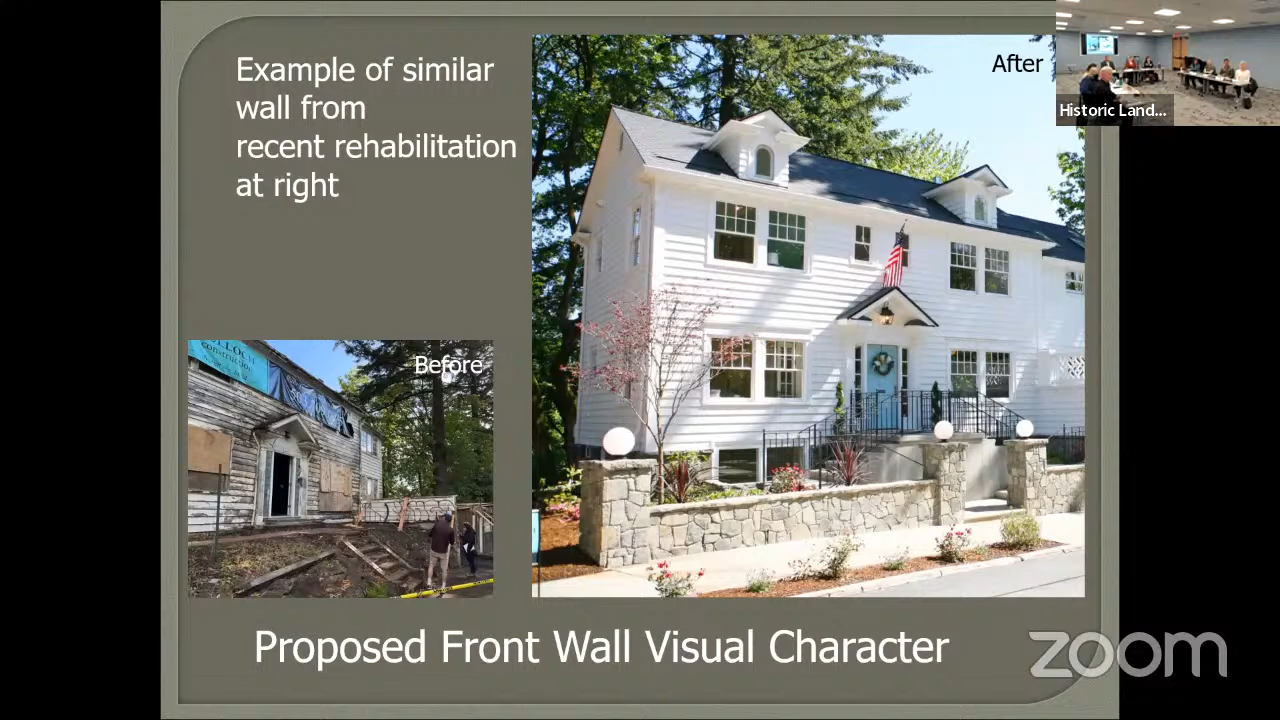 Example of similar
wall from
recent rehabilitation
at right
After
Historic Land...
Before
Proposed Front Wall Visual Character
zoom